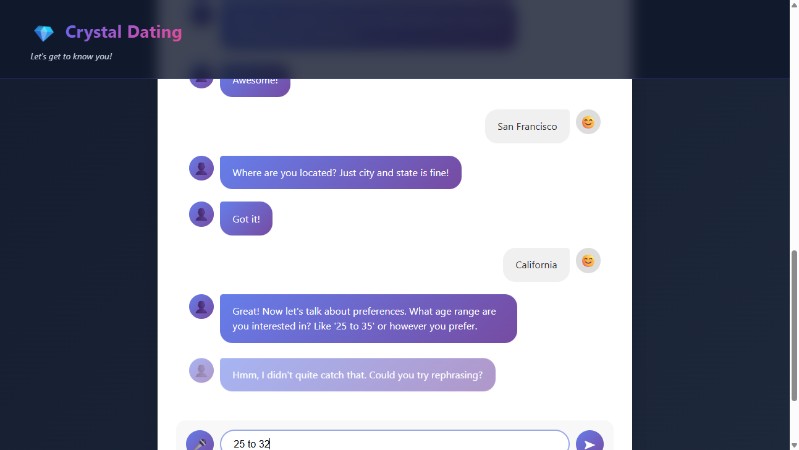 Crystal Dating
Let's get to know you!
Awesome!
San Francisco
Where are you located? Just city and state is fine!
Got it!
California
Great! Now let's talk about preferences. What age range are
you interested in? Like '25 to 35' or however you prefer.
Hmm, I didn't quite catch that. Could you try rephrasing?
25 to 32